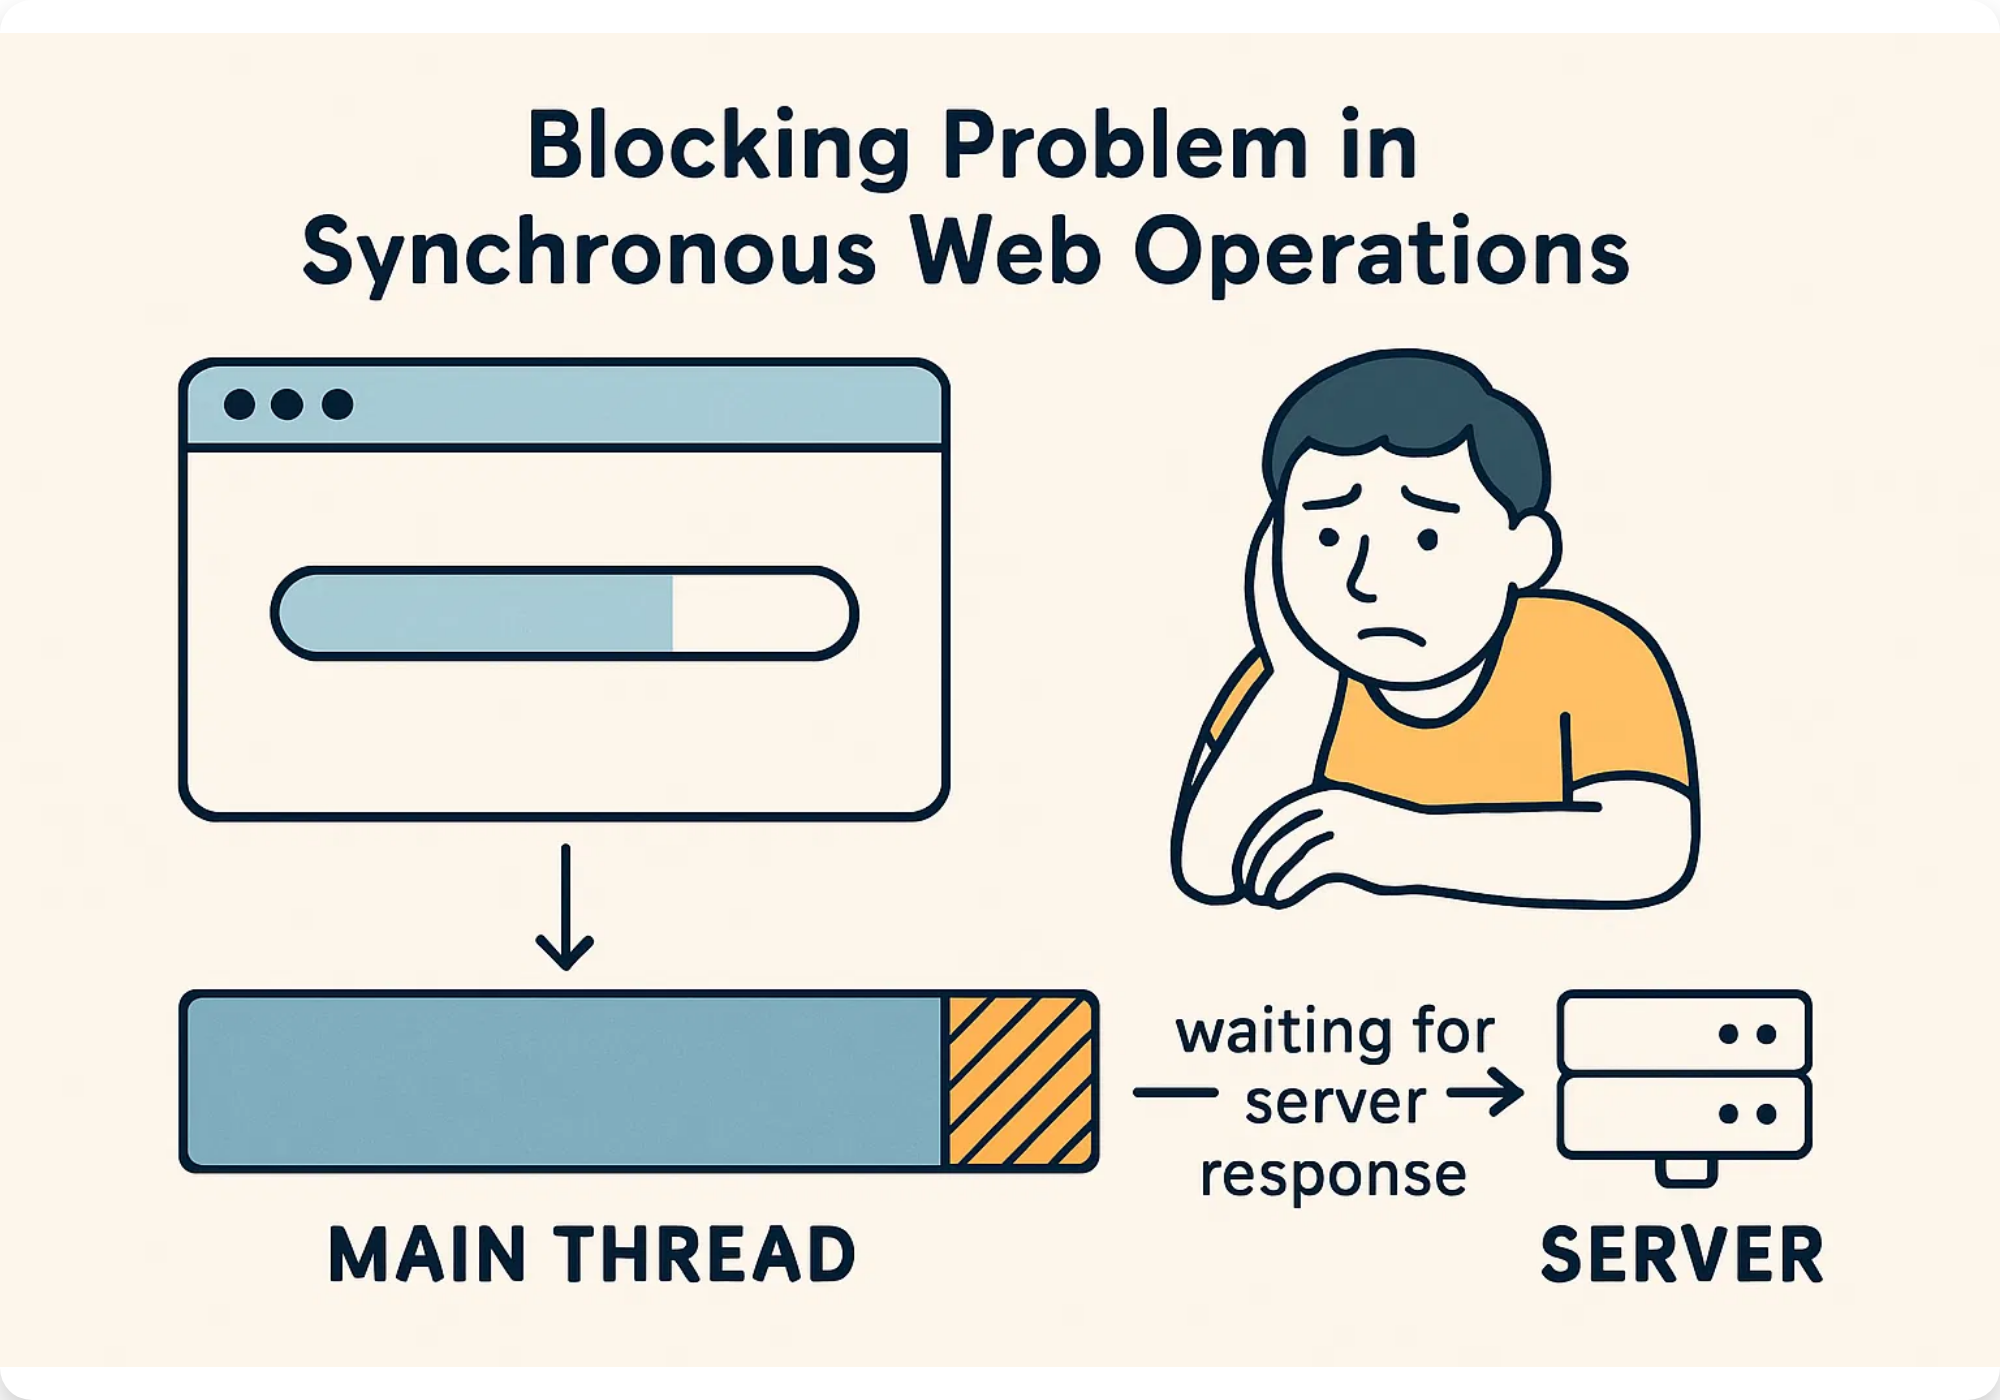 Blocking Problem in
Synchronous Web Operations
waiting for
server
response
MAIN THREAD
SERVER